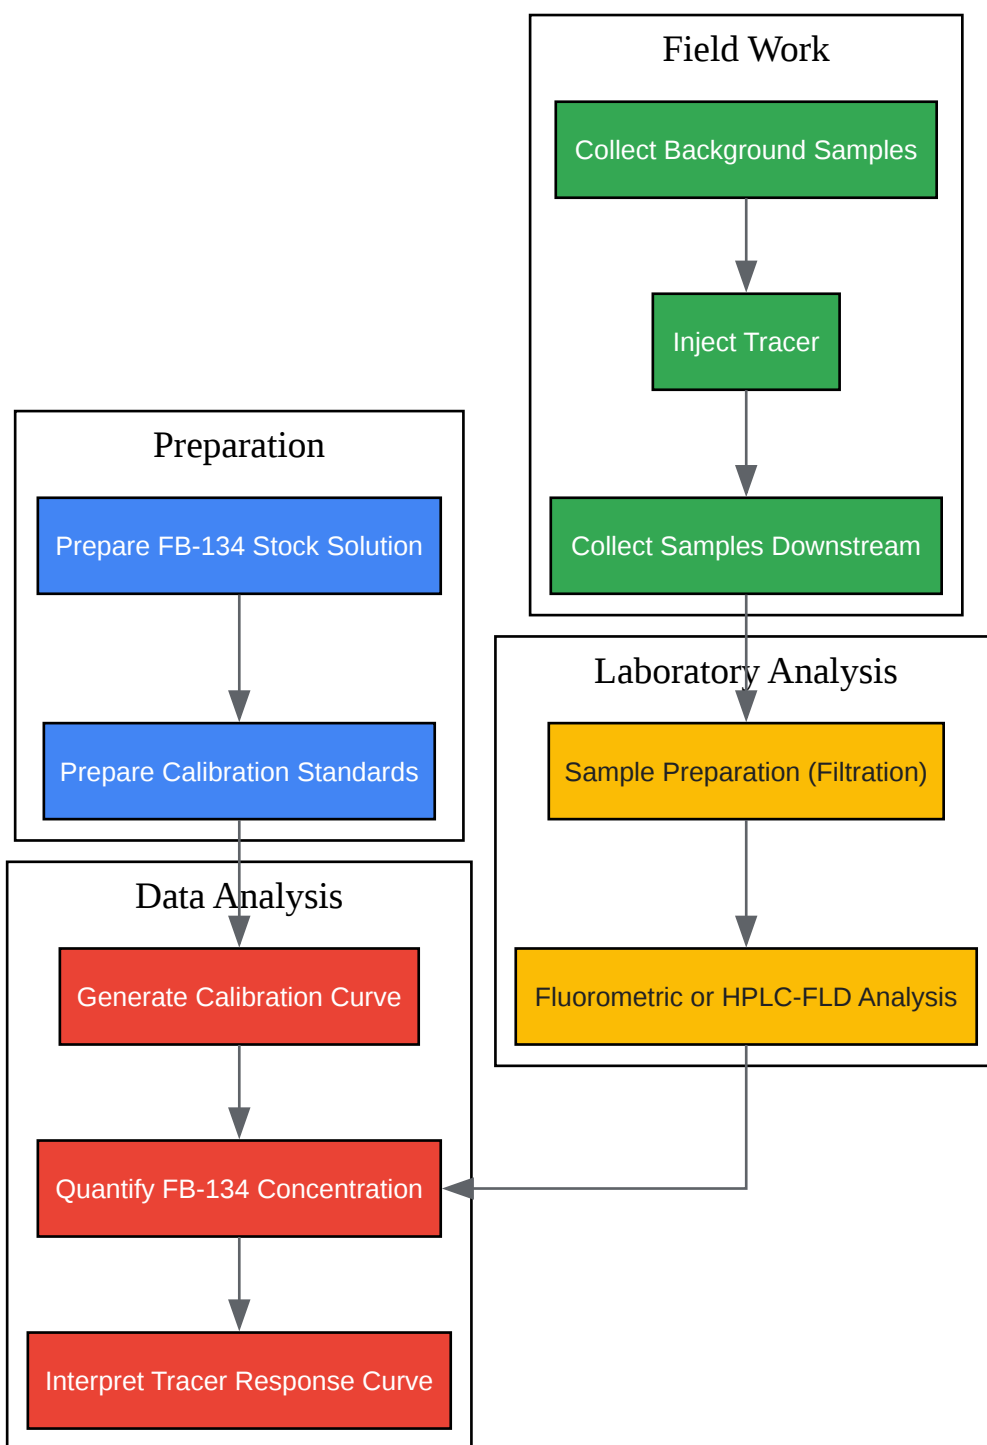 Field Work
Collect Background Samples
Inject Tracer
Collect Samples Downstream
Preparation
Prepare FB-134 Stock Solution
Prepare Calibration Standards
Laboratory Analysis
Sample Preparation (Filtration)
Fluorometric or HPLC-FLD Analysis
Data Analysis
Generate Calibration Curve
Quantify FB-134 Concentration
Interpret Tracer Response Curve